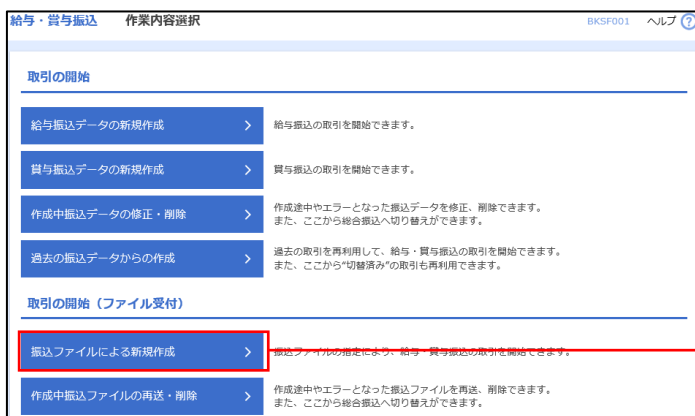 給与・賞与振込 作業内容選択 BKSF001 ヘルプ ?
取引の開始
給与振込データの新規作成 給与振込の取引を開始できます。
賞与振込データの新規作成 賞与振込の取引を開始できます。
作成中振込データの修正・削除 作成途中やエラーとなった振込データを修正、削除できます。
また、ここから総合振込へ切り替えができます。
過去の振込データからの作成 過去の取引を再利用して、給与・賞与振込の取引を開始できます。
また、ここから“切替済み”の取引も再利用できます。
取引の開始（ファイル受付）
振込ファイルによる新規作成 振込ファイルの指定により、給与・賞与振込の取引を開始できます。
作成中振込ファイルの再送・削除 作成途中やエラーとなった振込ファイルを再送、削除できます。
また、ここから総合振込へ切り替えができます。